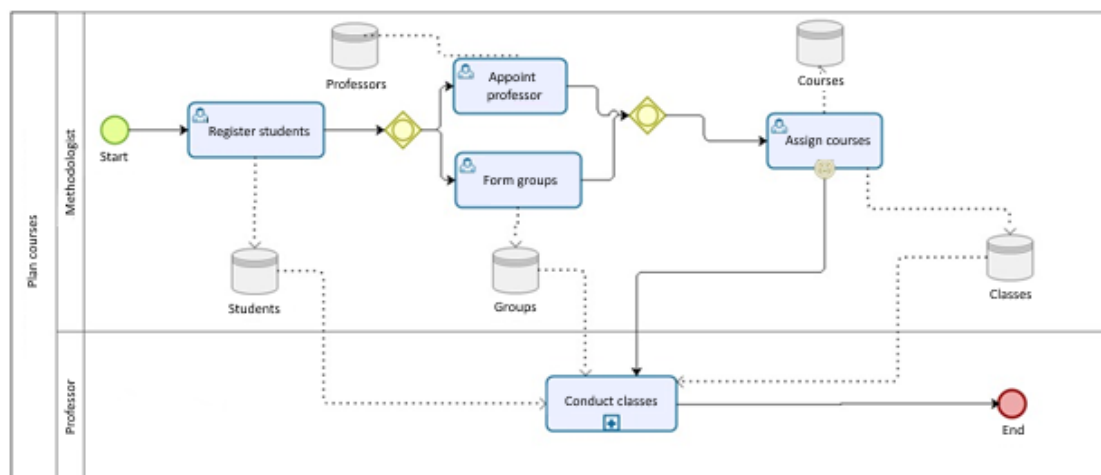 Plan courses
Methodologist
Professors
Appoint
professor
Courses
Start
Register students
Assign courses
Form groups
Students
Groups
Classes
Professor
Conduct classes
End